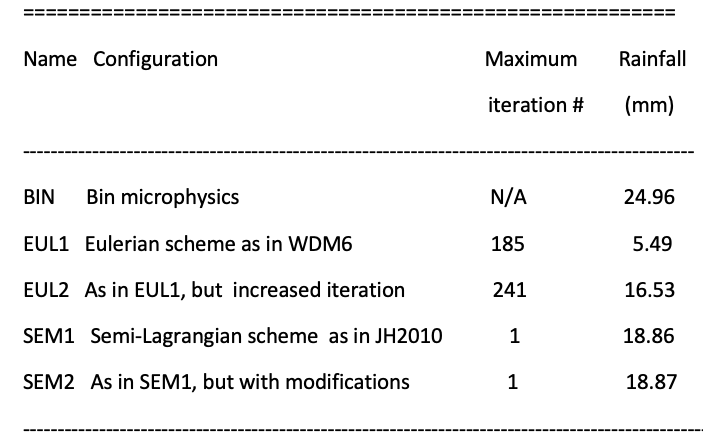 ==========================================================
Name Configuration Maximum Rainfall
iteration # (mm)
----------------------------------------------------------------------------------------------------
BIN Bin microphysics N/A 24.96
EUL1 Eulerian scheme as in WDM6 185 5.49
EUL2 As in EUL1, but increased iteration 241 16.53
SEM1 Semi-Lagrangian scheme as in JH2010 1 18.86
SEM2 As in SEM1, but with modifications 1 18.87
----------------------------------------------------------------------------------------------------